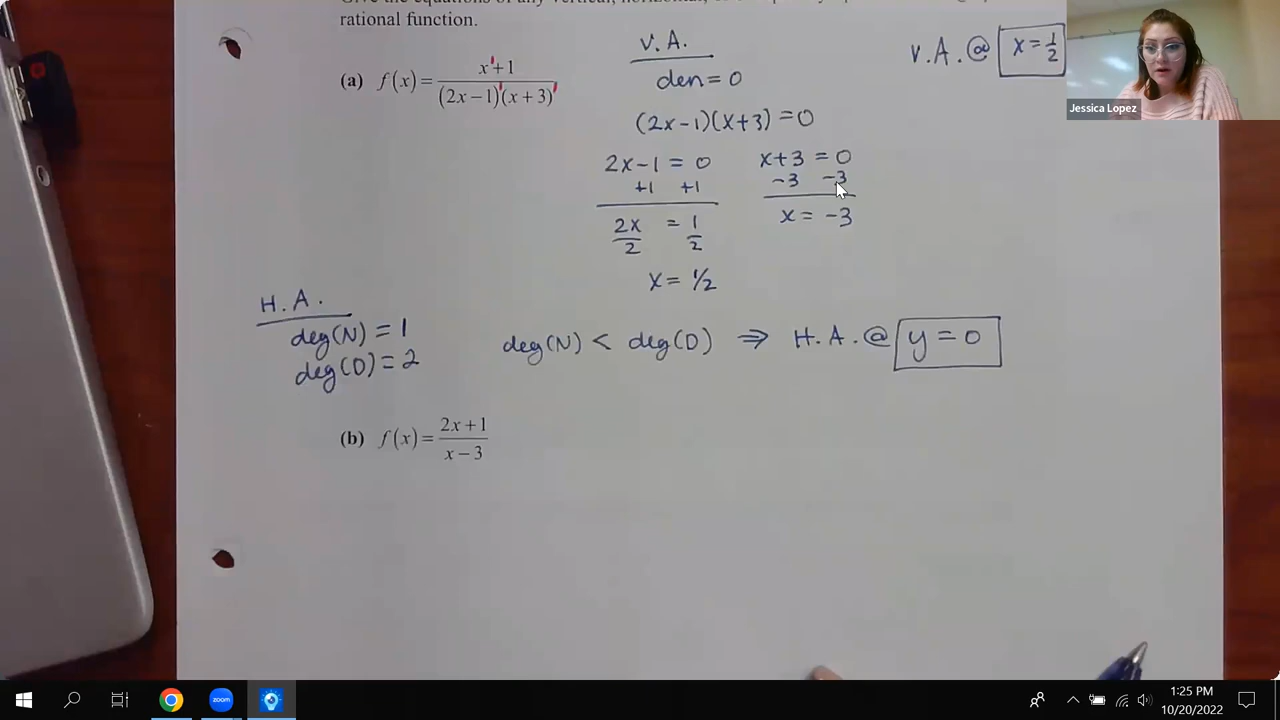 rational function.
(a) f(x) = x+1 / (2x−1)(x+3)
V.A.
den = 0
(2x−1)(x+3) = 0
2x−1 = 0
+1 +1
2x/2 = 1/2
x = 1/2
x+3 = 0
−3 −3
x = −3
V.A. @ x = 1/2
Jessica Lopez
H.A.
deg(N) = 1
deg(D) = 2
deg(N) < deg(D) ⇒ H.A. @ y = 0
(b) f(x) = 2x+1 / x−3
zoom
1:25 PM
10/20/2022